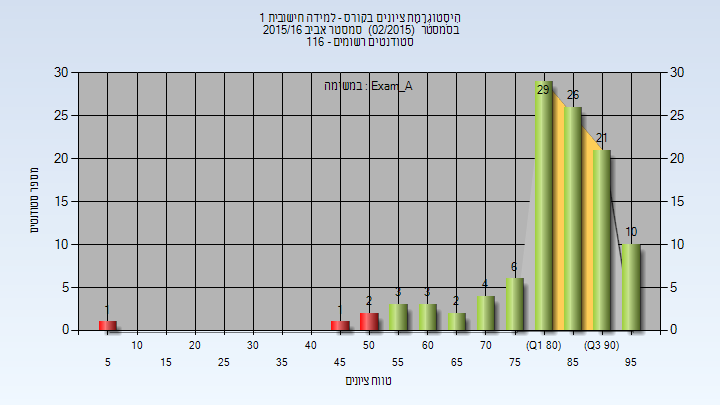 היסטוגרמת ציונים בקורס - למידה חישובית 1
בסמסטר (02/2015) סמסטר אביב 2015/16
סטודנטים רשומים - 116
במשימה : Exam_A
מספר סטודנטים
30 30
25 25
20 20
15 15
10 10
5 5
0 0
1 1 2 3 3 2 4 6 29 26 21 10
10 20 30 40 50 60 70 (Q1 80) (Q3 90)
5 15 25 35 45 55 65 75 85 95
טווח ציונים